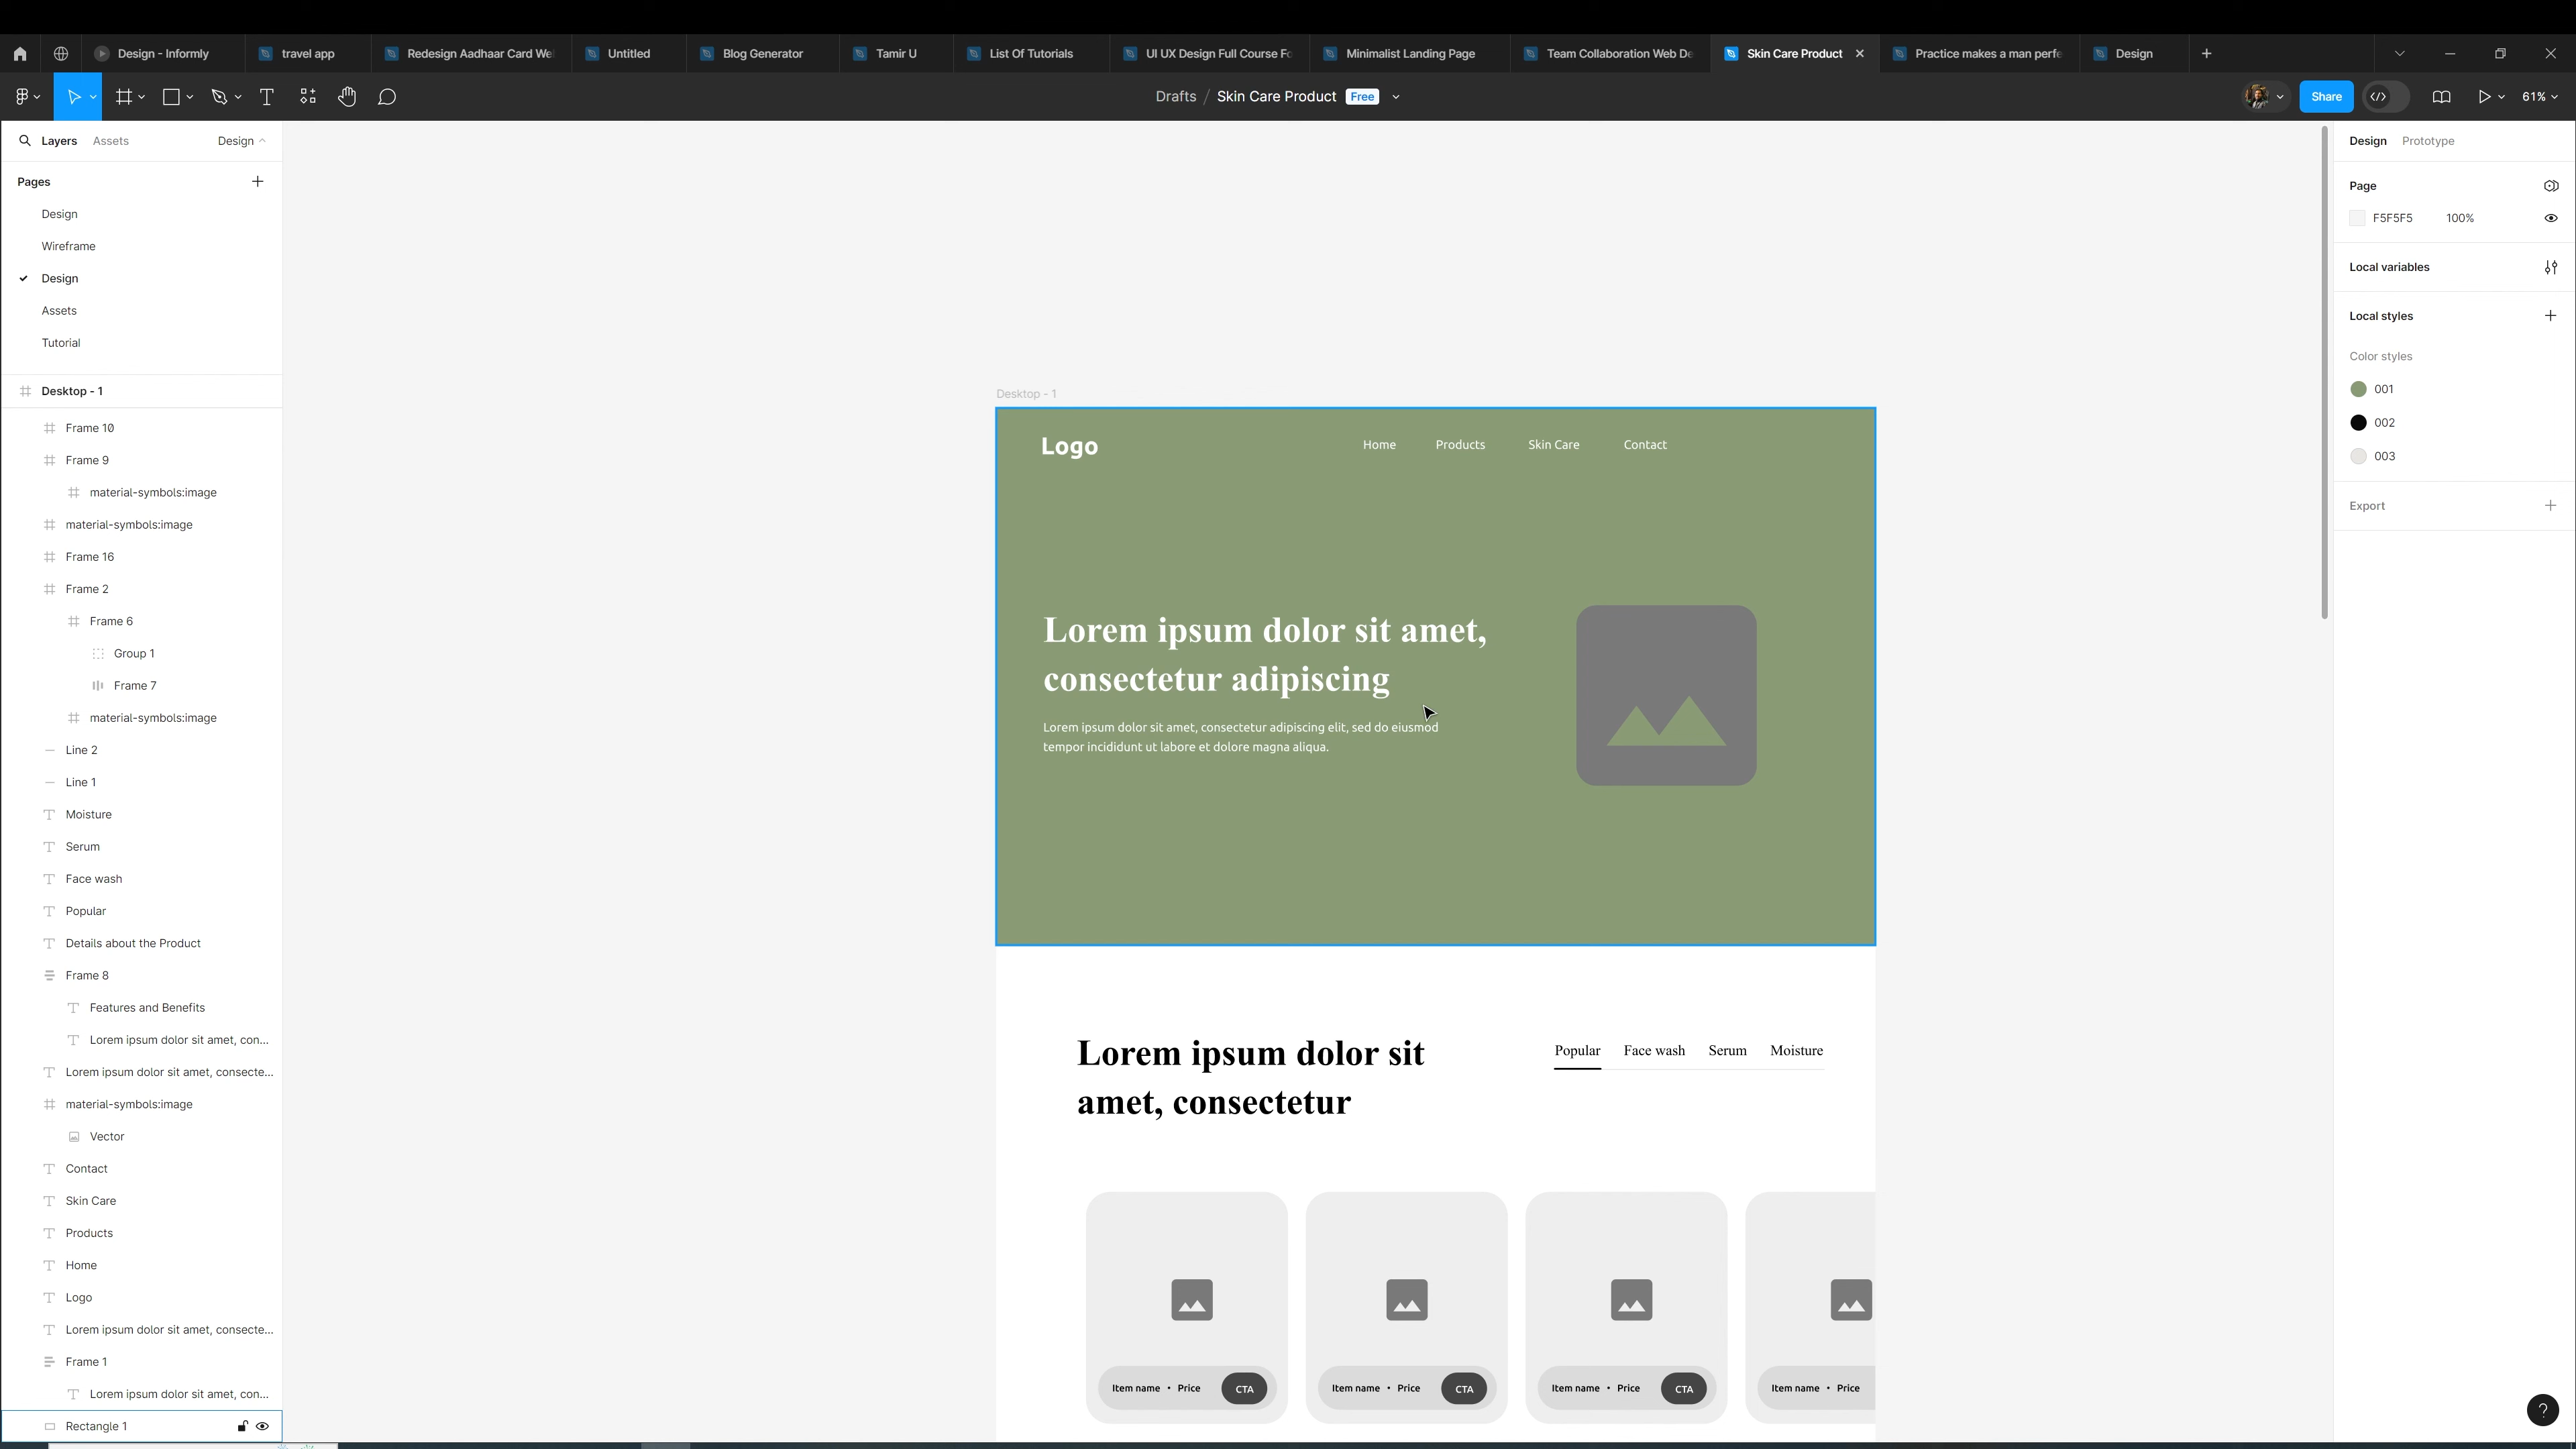 Design - Informly
travel app
Redesign Aadhaar Card We
Untitled
Blog Generator
Tamir U
List Of Tutorials
UI UX Design Full Course Fo
Minimalist Landing Page
Team Collaboration Web De
Skin Care Product
Practice makes a man perfe
Design
Drafts / Skin Care Product Free
Share
61%
Layers Assets Design
Pages
Design
Wireframe
Design
Assets
Tutorial
Desktop - 1
Frame 10
Frame 9
material-symbols:image
material-symbols:image
Frame 16
Frame 2
Frame 6
Group 1
Frame 7
material-symbols:image
Line 2
Line 1
Moisture
Serum
Face wash
Popular
Details about the Product
Frame 8
Features and Benefits
Lorem ipsum dolor sit amet, con...
Lorem ipsum dolor sit amet, consecte...
material-symbols:image
Vector
Contact
Skin Care
Products
Home
Logo
Lorem ipsum dolor sit amet, consecte...
Frame 1
Lorem ipsum dolor sit amet, con...
Rectangle 1
Desktop - 1
Logo
Home Products Skin Care Contact
Lorem ipsum dolor sit amet,
consectetur adipiscing
Lorem ipsum dolor sit amet, consectetur adipiscing elit, sed do eiusmod
tempor incididunt ut labore et dolore magna aliqua.
Lorem ipsum dolor sit
amet, consectetur
Popular Face wash Serum Moisture
Item name • Price CTA
Item name • Price CTA
Item name • Price CTA
Item name • Price
Design Prototype
Page
F5F5F5 100%
Local variables
Local styles
Color styles
001
002
003
Export
?